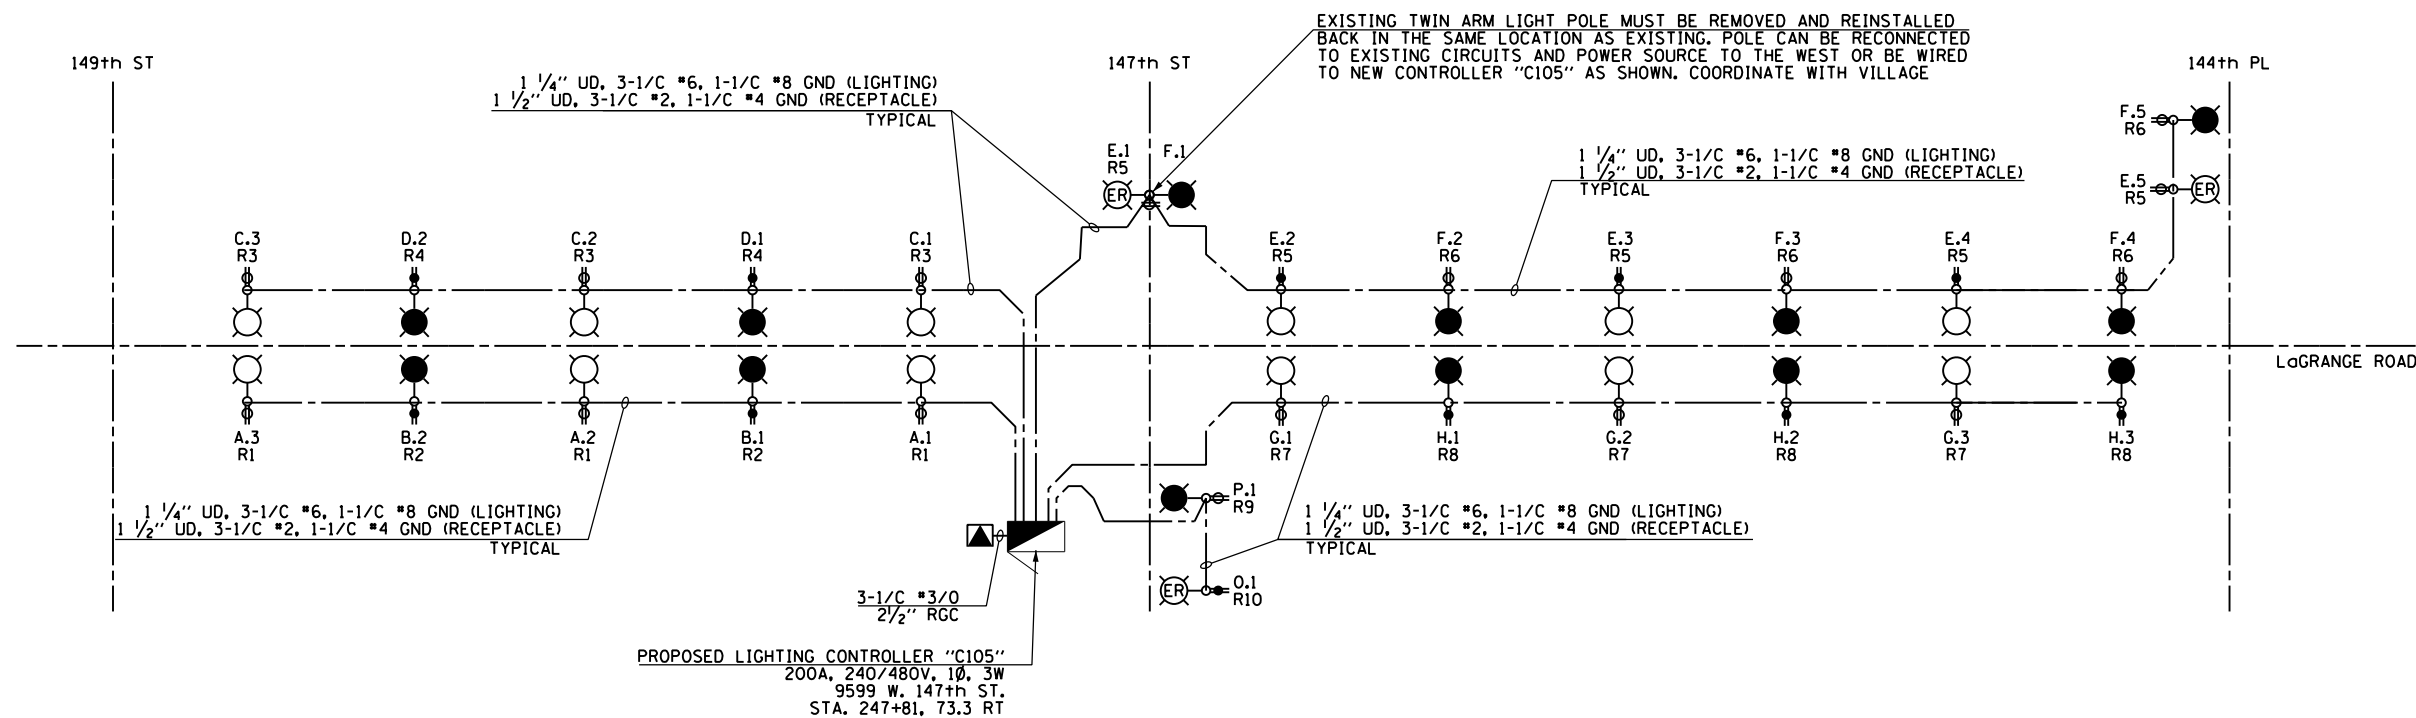 EXISTING TWIN ARM LIGHT POLE MUST BE REMOVED AND REINSTALLED
BACK IN THE SAME LOCATION AS EXISTING. POLE CAN BE RECONNECTED
TO EXISTING CIRCUITS AND POWER SOURCE TO THE WEST OR BE WIRED
TO NEW CONTROLLER "C105" AS SHOWN. COORDINATE WITH VILLAGE
149th ST
147th ST
144th PL
1 1/4" UD, 3-1/C #6, 1-1/C #8 GND (LIGHTING)
1 1/2" UD, 3-1/C #2, 1-1/C #4 GND (RECEPTACLE)
TYPICAL
E.1
R5
F.1
ER
1 1/4" UD, 3-1/C #6, 1-1/C #8 GND (LIGHTING)
1 1/2" UD, 3-1/C #2, 1-1/C #4 GND (RECEPTACLE)
TYPICAL
F.5
R6
E.5
R5
ER
C.3
R3
D.2
R4
C.2
R3
D.1
R4
C.1
R3
E.2
R5
F.2
R6
E.3
R5
F.3
R6
E.4
R5
F.4
R6
LaGRANGE ROAD
A.3
R1
B.2
R2
A.2
R1
B.1
R2
A.1
R1
G.1
R7
H.1
R8
G.2
R7
H.2
R8
G.3
R7
H.3
R8
1 1/4" UD, 3-1/C #6, 1-1/C #8 GND (LIGHTING)
1 1/2" UD, 3-1/C #2, 1-1/C #4 GND (RECEPTACLE)
TYPICAL
P.1
R9
1 1/4" UD, 3-1/C #6, 1-1/C #8 GND (LIGHTING)
1 1/2" UD, 3-1/C #2, 1-1/C #4 GND (RECEPTACLE)
TYPICAL
ER
O.1
R10
3-1/C #3/0
2 1/2" RGC
PROPOSED LIGHTING CONTROLLER "C105"
200A, 240/480V, 1Ø, 3W
9599 W. 147th ST.
STA. 247+81, 73.3 RT